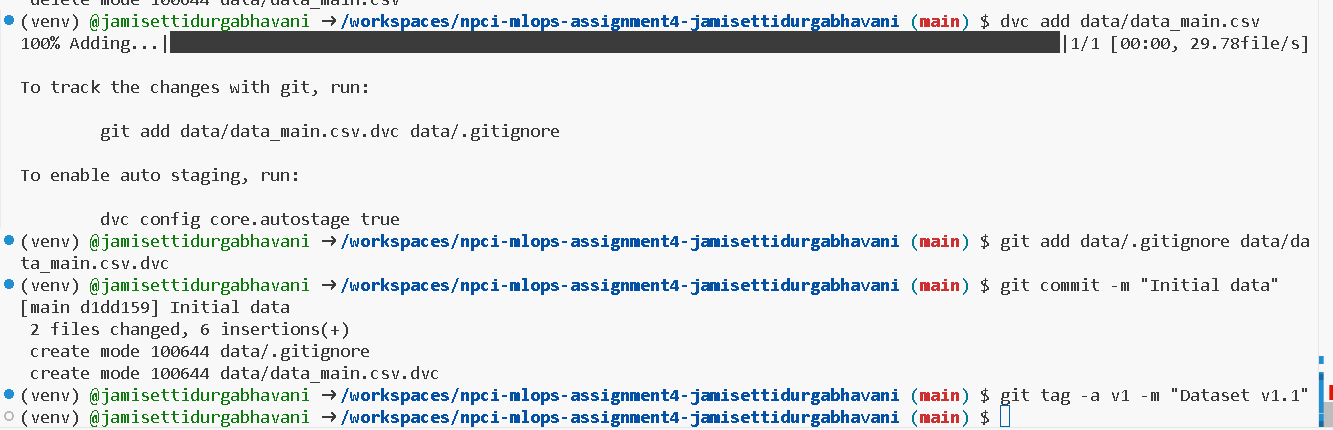 delete mode 100644 data/data_main.csv
(venv) @jamisettidurgabhavani →/workspaces/npci-mlops-assignment4-jamisettidurgabhavani (main) $ dvc add data/data_main.csv
100% Adding...| |1/1 [00:00, 29.78file/s]
To track the changes with git, run:
git add data/data_main.csv.dvc data/.gitignore
To enable auto staging, run:
dvc config core.autostage true
(venv) @jamisettidurgabhavani →/workspaces/npci-mlops-assignment4-jamisettidurgabhavani (main) $ git add data/.gitignore data/da
ta_main.csv.dvc
(venv) @jamisettidurgabhavani →/workspaces/npci-mlops-assignment4-jamisettidurgabhavani (main) $ git commit -m "Initial data"
[main d1dd159] Initial data
2 files changed, 6 insertions(+)
create mode 100644 data/.gitignore
create mode 100644 data/data_main.csv.dvc
(venv) @jamisettidurgabhavani →/workspaces/npci-mlops-assignment4-jamisettidurgabhavani (main) $ git tag -a v1 -m "Dataset v1.1"
(venv) @jamisettidurgabhavani →/workspaces/npci-mlops-assignment4-jamisettidurgabhavani (main) $